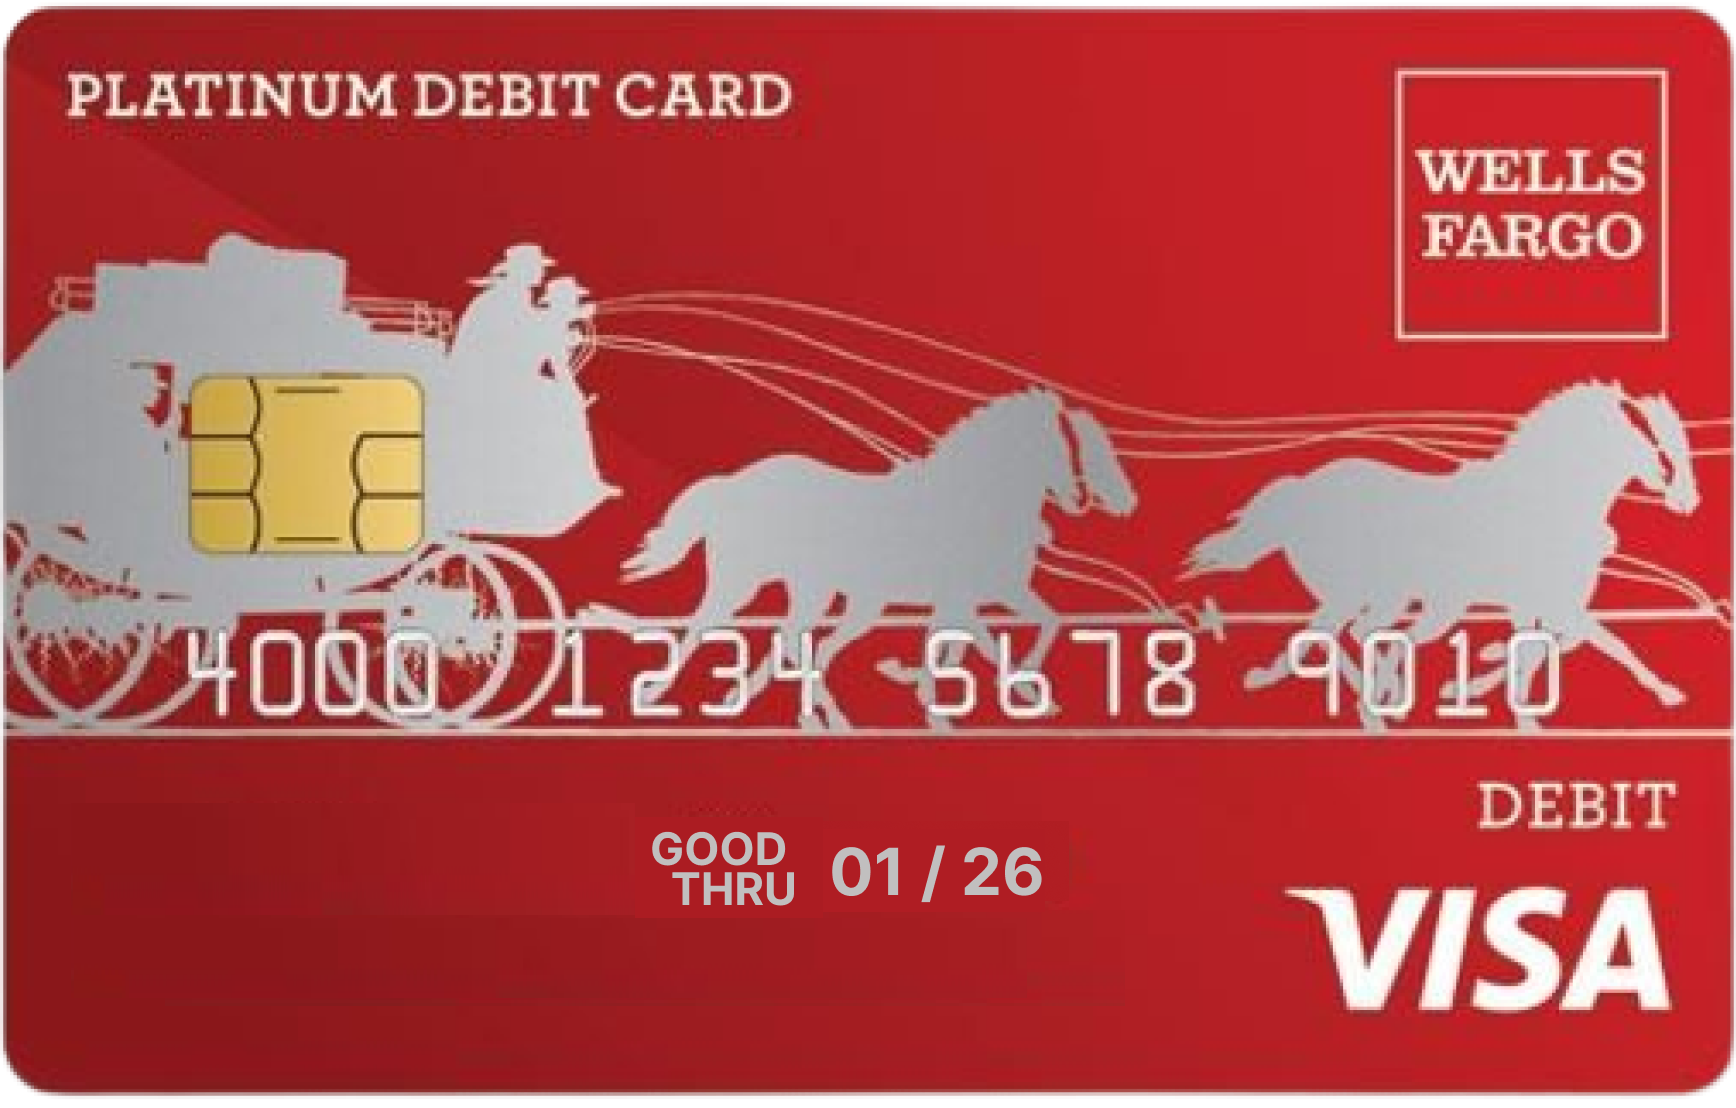 PLATINUM DEBIT CARD
WELLS
FARGO
4000 1234 5678 9010
GOOD
THRU
01 / 26
DEBIT
VISA